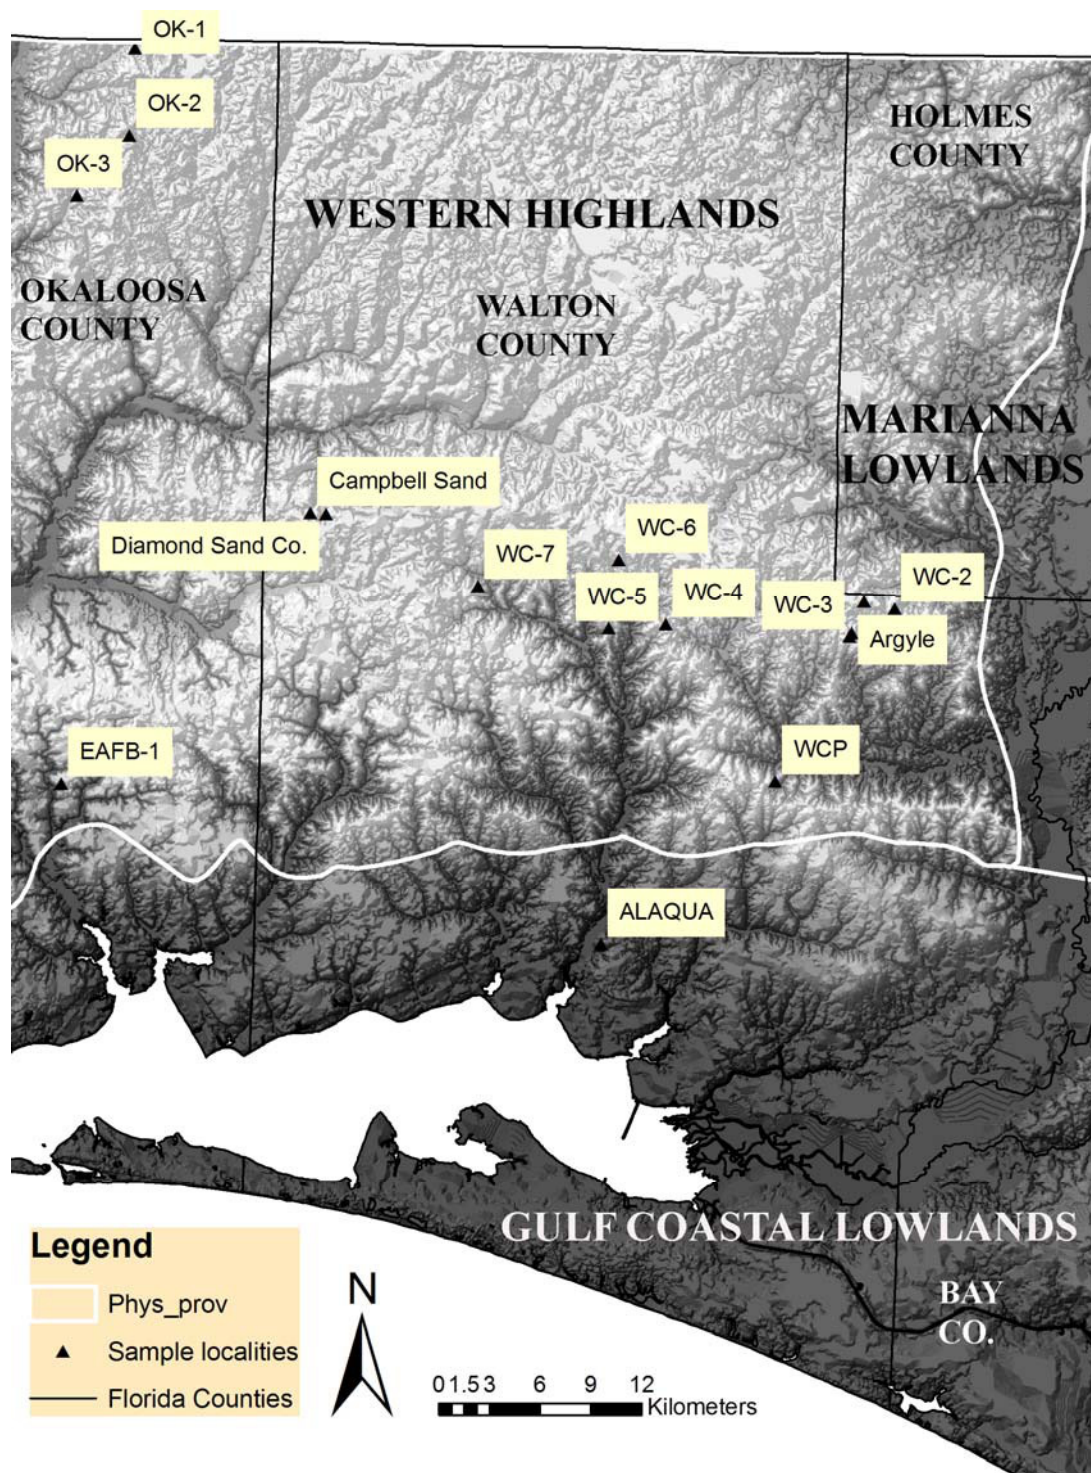 OK-1
OK-2
OK-3
HOLMES
COUNTY
WESTERN HIGHLANDS
OKALOOSA
COUNTY
WALTON
COUNTY
MARIANNA
LOWLANDS
Campbell Sand
Diamond Sand Co.
WC-7
WC-6
WC-5
WC-4
WC-3
WC-2
Argyle
EAFB-1
WCP
ALAQUA
GULF COASTAL LOWLANDS
BAY
CO.
Legend
Phys_prov
Sample localities
Florida Counties
N
0 1.5 3 6 9 12
Kilometers